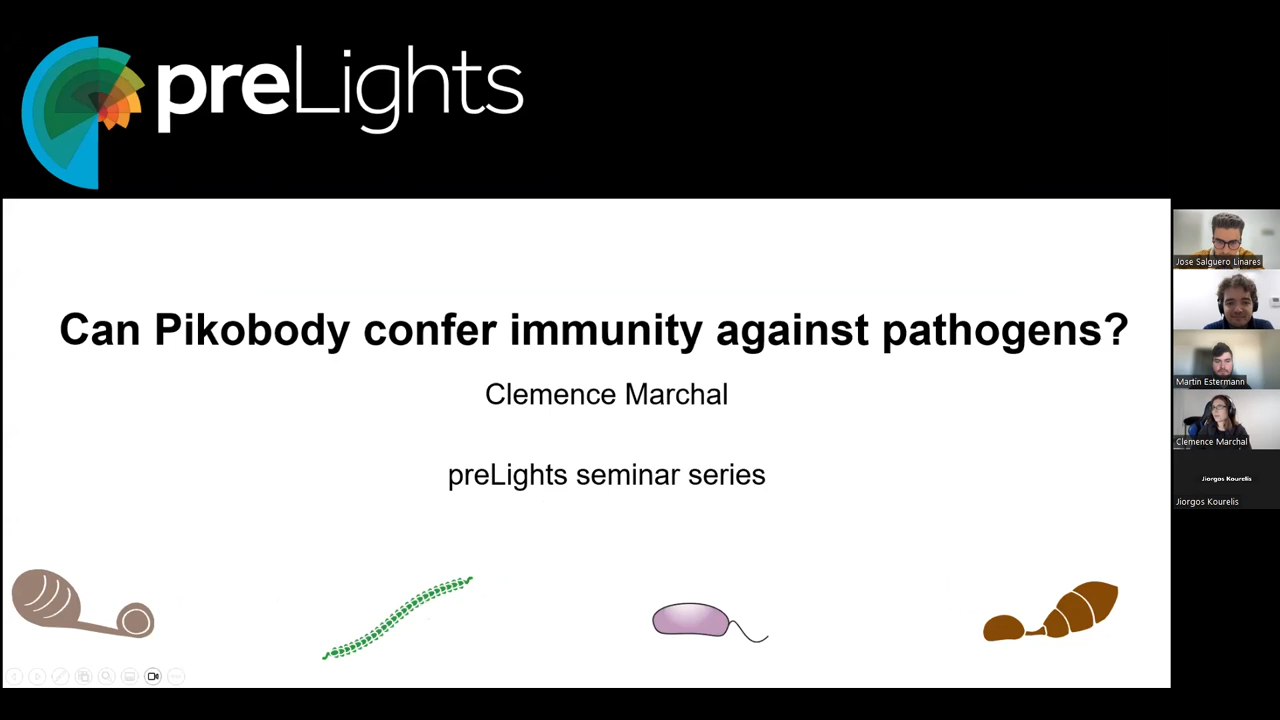 preLights
Can Pikobody confer immunity against pathogens?
Clemence Marchal
preLights seminar series
Jose Salguero Linares
Martin Estermann
Clemence Marchal
Jiorgos Kourelis
Jiorgos Kourelis